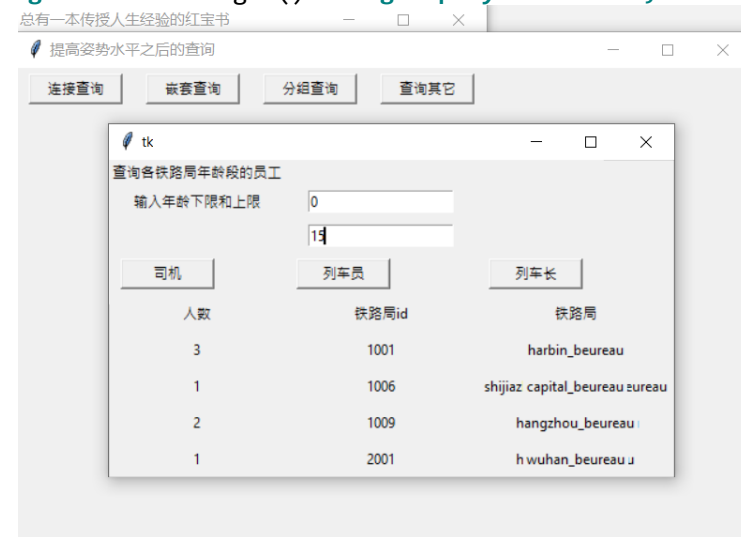 总有一本传授人生经验的红宝书
提高姿势水平之后的查询
连接查询 嵌套查询 分组查询 查询其它
tk
查询各铁路局年龄段的员工
输入年龄下限和上限 0
15
司机 列车员 列车长
人数 铁路局id 铁路局
3 1001 harbin_beureau
1 1006 shijiaz capital_beureau eureau
2 1009 hangzhou_beureau
1 2001 h wuhan_beureau u